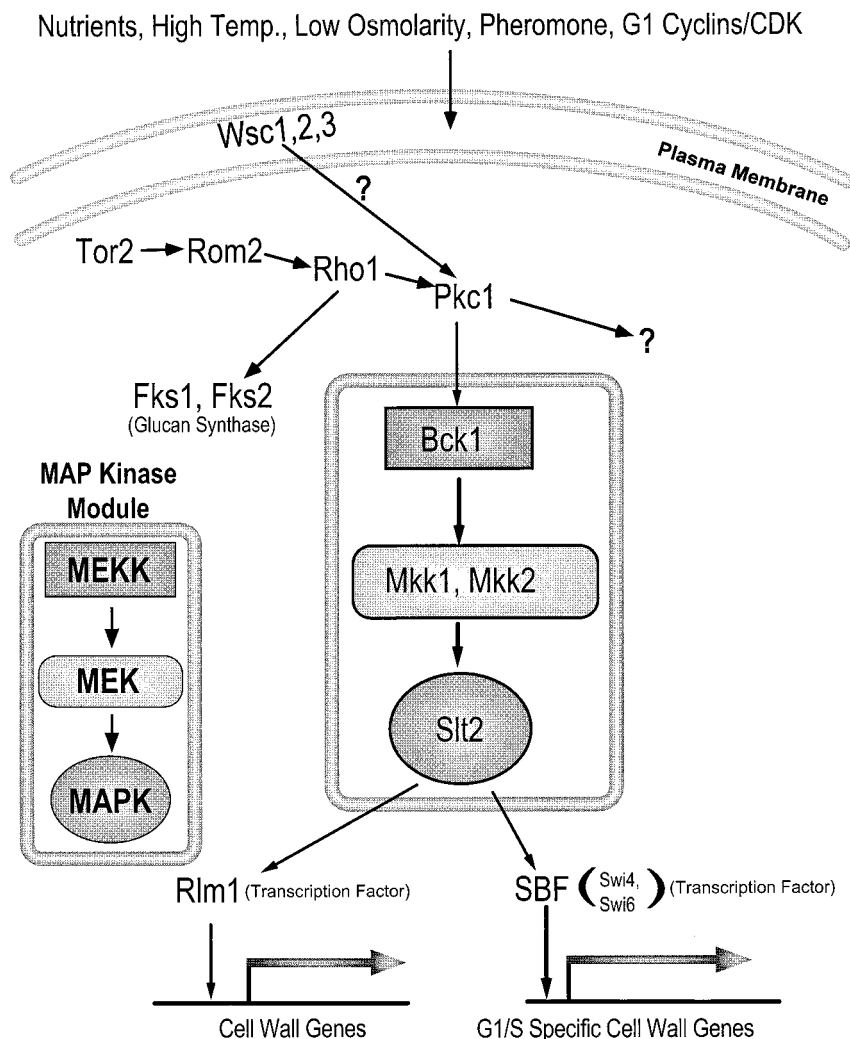 Nutrients, High Temp., Low Osmolarity, Pheromone, G1 Cyclins/CDK
Wsc1,2,3
Plasma Membrane
?
Tor2
Rom2
Rho1
Pkc1
?
Fks1, Fks2
(Glucan Synthase)
Bck1
MAP Kinase
Module
MEKK
Mkk1, Mkk2
MEK
Slt2
MAPK
Rlm1 (Transcription Factor)
SBF (Swi4, Swi6) (Transcription Factor)
Cell Wall Genes
G1/S Specific Cell Wall Genes